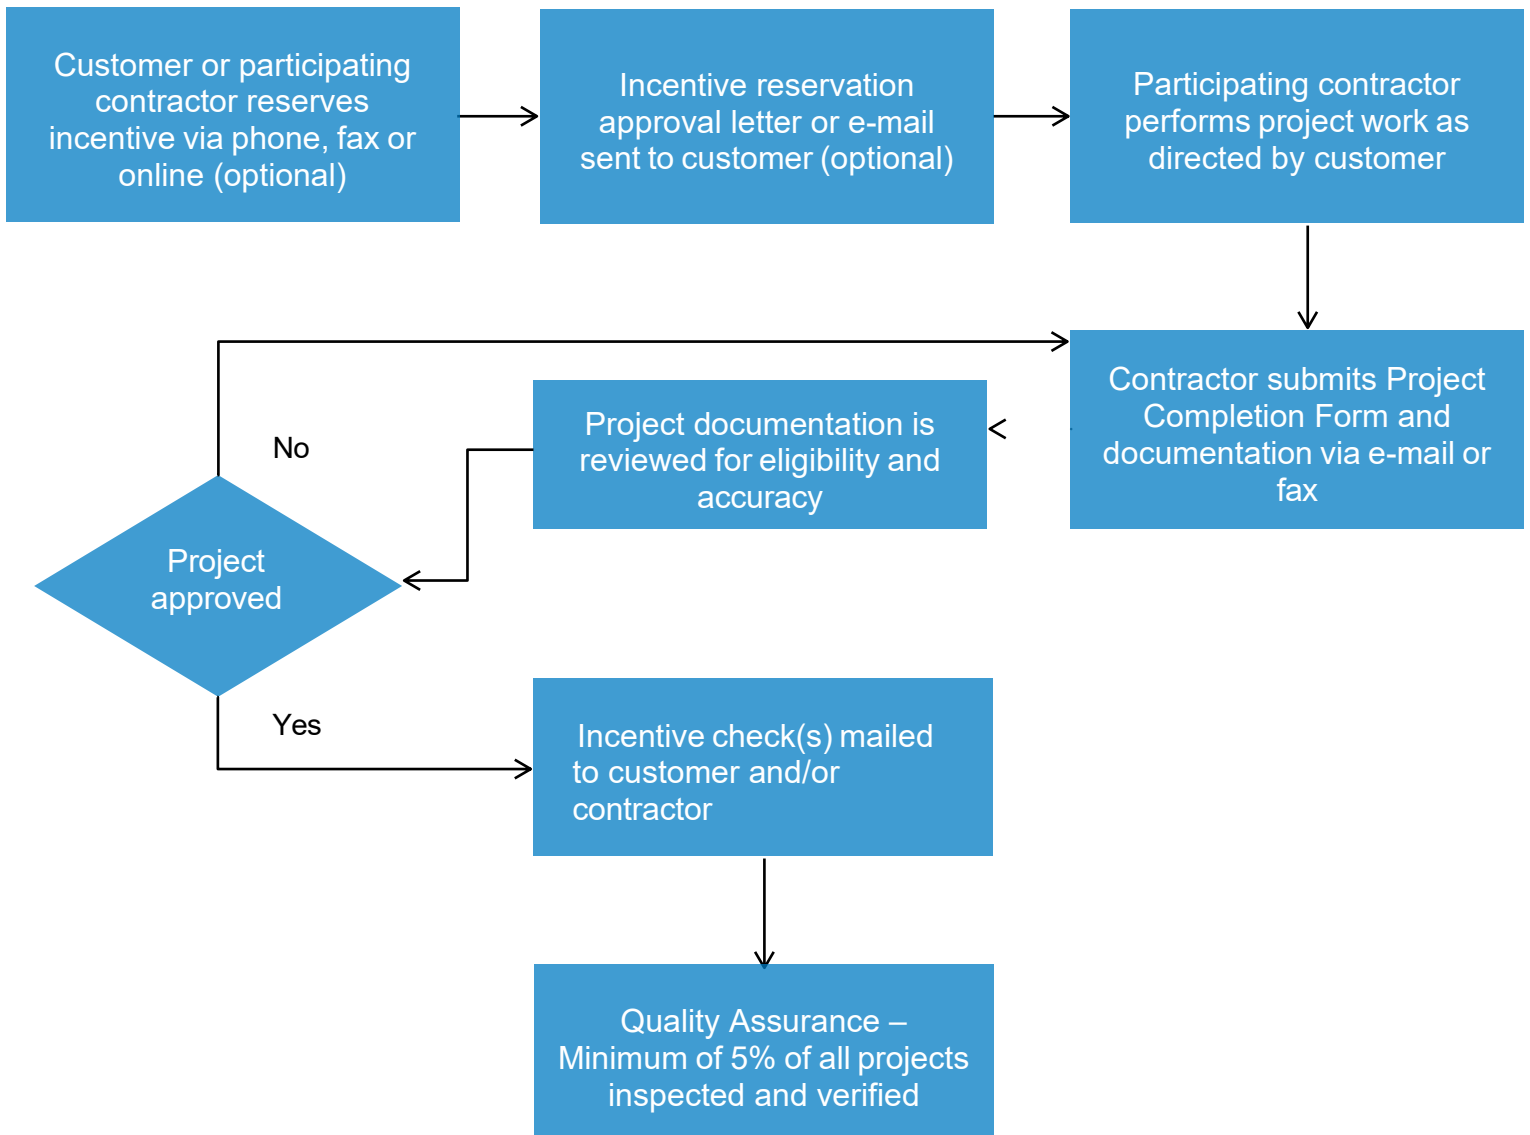 Customer or participating
contractor reserves
incentive via phone, fax or
online (optional)
Incentive reservation
approval letter or e-mail
sent to customer (optional)
Participating contractor
performs project work as
directed by customer
Contractor submits Project
Completion Form and
documentation via e-mail or
fax
Project documentation is
reviewed for eligibility and
accuracy
No
Project
approved
Yes
Incentive check(s) mailed
to customer and/or
contractor
Quality Assurance –
Minimum of 5% of all projects
inspected and verified